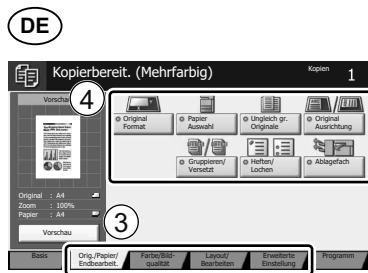 DE
Kopierbereit. (Mehrfarbig)
Kopien
1
Vorschau
4
Original
Format
Papier
Auswahl
Ungleich gr.
Originale
Original
Ausrichtung
Gruppieren/
Versetzt
Heften/
Lochen
Ablagefach
Original : A4
Zoom : 100%
Papier : A4
Vorschau
3
Basis
Orig./Papier/
Endbearbeit.
Farbe/Bild-
qualität
Layout/
Bearbeiten
Erweiterte
Einstellung
Programm